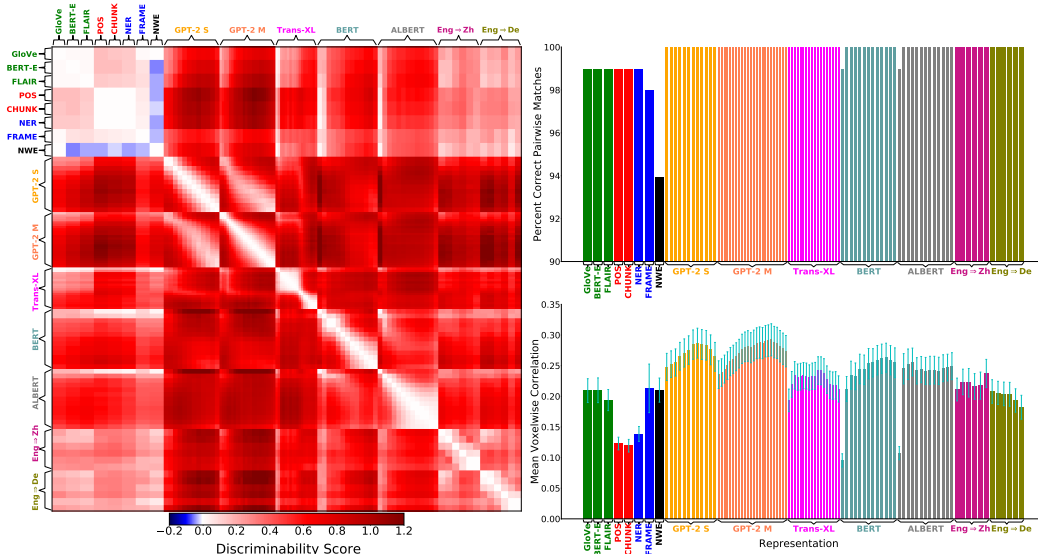 GloVe
BERT-E
FLAIR
POS
CHUNK
NER
FRAME
NWE
GPT-2 S
GPT-2 M
Trans-XL
BERT
ALBERT
Eng⇒Zh
Eng⇒De
GloVe
BERT-E
FLAIR
POS
CHUNK
NER
FRAME
NWE
GPT-2 S
GPT-2 M
Trans-XL
BERT
ALBERT
Eng⇒Zh
Eng⇒De
−0.2 0.0 0.2 0.4 0.6 0.8 1.0 1.2
Discriminability Score
Percent Correct Pairwise Matches
100
98
96
94
92
90
GloVe
BERT-E
FLAIR
POS
CHUNK
NER
FRAME
NWE
GPT-2 S
GPT-2 M
Trans-XL
BERT
ALBERT
Eng⇒Zh
Eng⇒De
Mean Voxelwise Correlation
0.35
0.30
0.25
0.20
0.15
0.10
0.05
0.00
GloVe
BERT-E
FLAIR
POS
CHUNK
NER
FRAME
NWE
GPT-2 S
GPT-2 M
Trans-XL
BERT
ALBERT
Eng⇒Zh
Eng⇒De
Representation